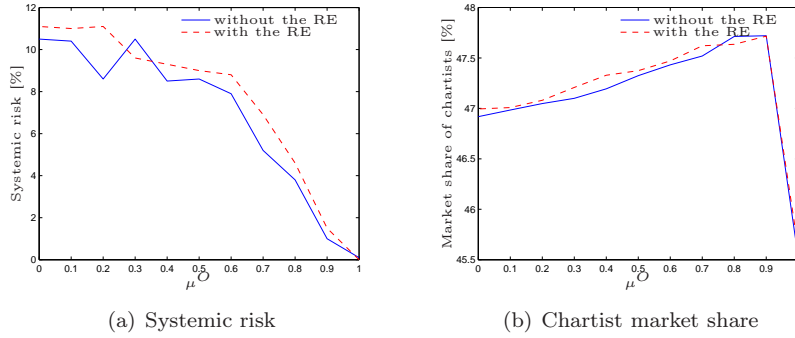 without the RE
with the RE
Systemic risk [%]
12
10
8
6
4
2
0
0 0.1 0.2 0.3 0.4 0.5 0.6 0.7 0.8 0.9 1
μ^O
(a) Systemic risk
without the RE
with the RE
Market share of chartists [%]
48
47.5
47
46.5
46
45.5
0 0.1 0.2 0.3 0.4 0.5 0.6 0.7 0.8 0.9
μ^O
(b) Chartist market share